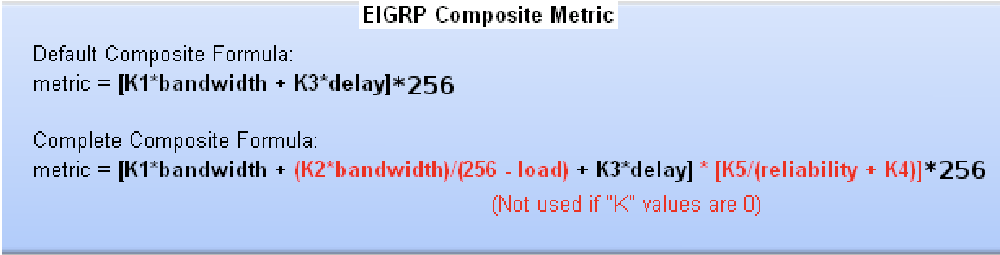 EIGRP Composite Metric
Default Composite Formula:
metric = [K1*bandwidth + K3*delay]*256
Complete Composite Formula:
metric = [K1*bandwidth + (K2*bandwidth)/(256 - load) + K3*delay] * [K5/(reliability + K4)]*256
(Not used if "K" values are 0)